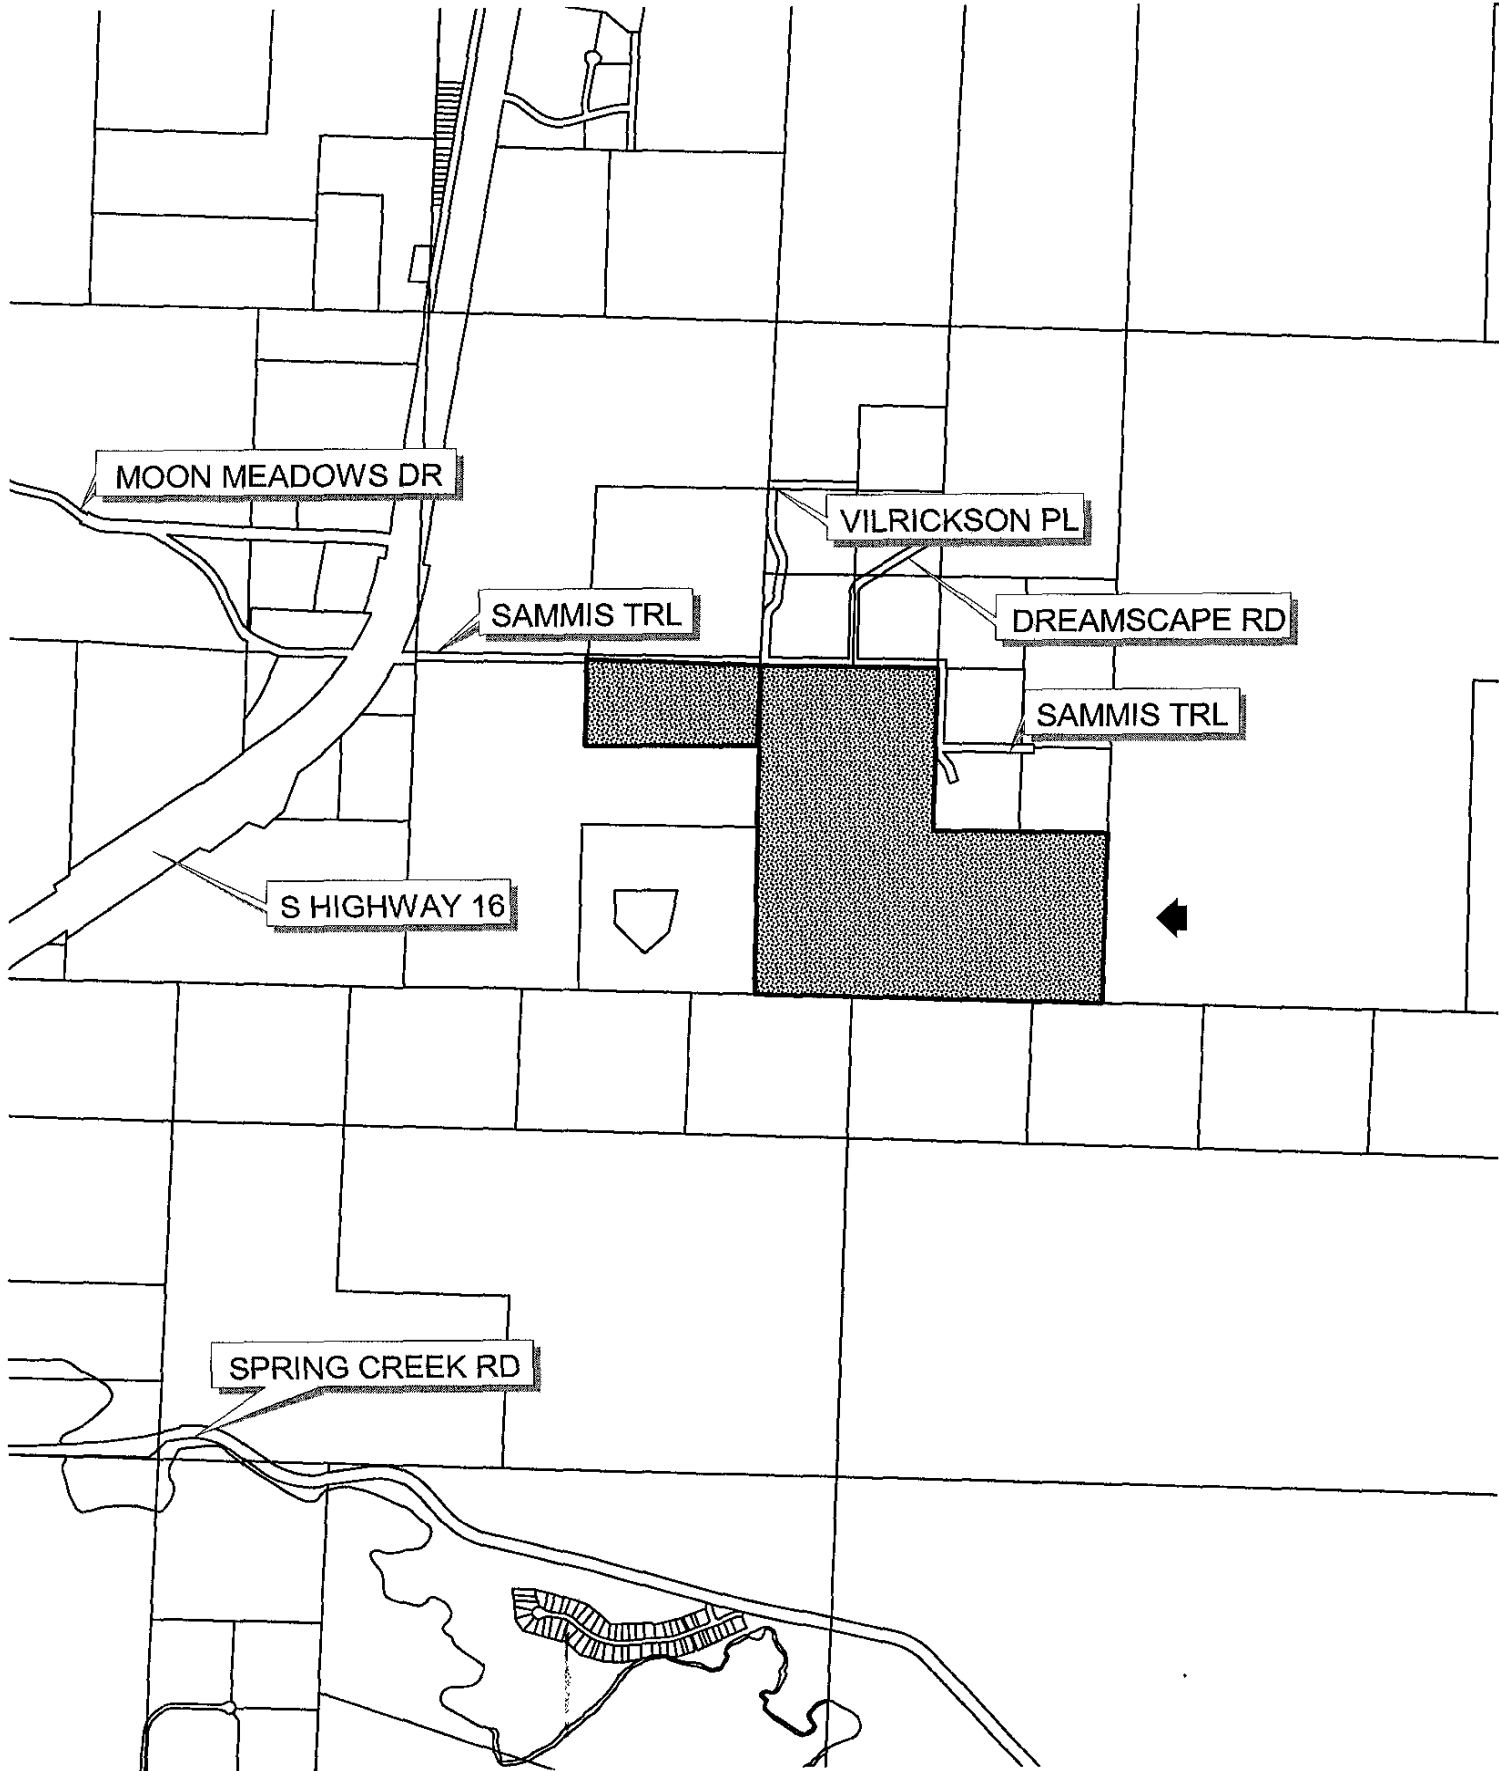 MOON MEADOWS DR
VILRICKSON PL
SAMMIS TRL
DREAMSCAPE RD
SAMMIS TRL
S HIGHWAY 16
SPRING CREEK RD